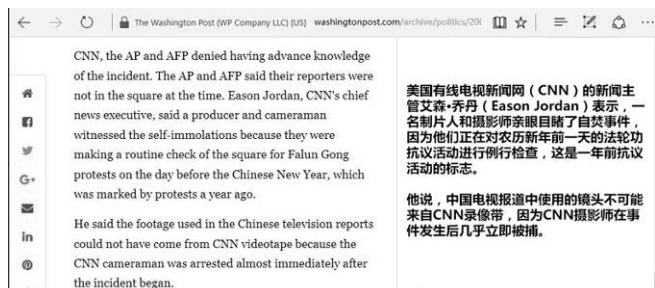 The Washington Post (WP Company LLC) [US] washingtonpost.com/archive/politics/200
CNN, the AP and AFP denied having advance knowledge
of the incident. The AP and AFP said their reporters were
not in the square at the time. Eason Jordan, CNN's chief
news executive, said a producer and cameraman
witnessed the self-immolations because they were
making a routine check of the square for Falun Gong
protests on the day before the Chinese New Year, which
was marked by protests a year ago.
He said the footage used in the Chinese television reports
could not have come from CNN videotape because the
CNN cameraman was arrested almost immediately after
the incident began.
美国有线电视新闻网（CNN）的新闻主
管艾森•乔丹（Eason Jordan）表示，一
名制片人和摄影师亲眼目睹了自焚事件，
因为他们正在对农历新年前一天的法轮功
抗议活动进行例行检查，这是一年前抗议
活动的标志。
他说，中国电视报道中使用的镜头不可能
来自CNN录像带，因为CNN摄影师在事
件发生后几乎立即被捕。
G+
in